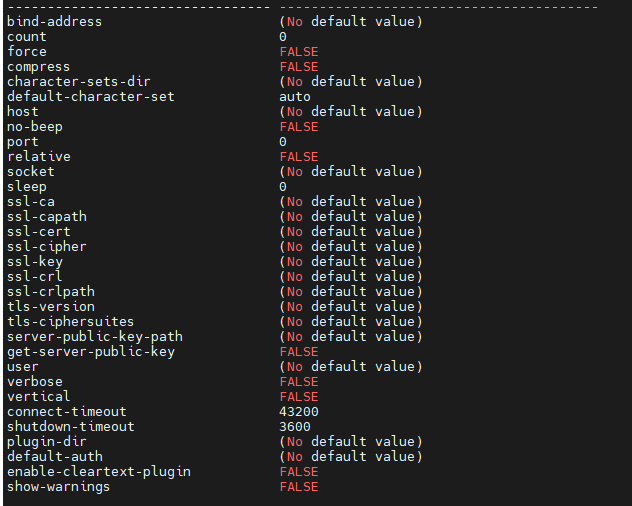 --------------------------------- ----------------------------------------
bind-address                      (No default value)
count                             0
force                             FALSE
compress                          FALSE
character-sets-dir                (No default value)
default-character-set             auto
host                              (No default value)
no-beep                           FALSE
port                              0
relative                          FALSE
socket                            (No default value)
sleep                             0
ssl-ca                            (No default value)
ssl-capath                        (No default value)
ssl-cert                          (No default value)
ssl-cipher                        (No default value)
ssl-key                           (No default value)
ssl-crl                           (No default value)
ssl-crlpath                       (No default value)
tls-version                       (No default value)
tls-ciphersuites                  (No default value)
server-public-key-path            (No default value)
get-server-public-key             FALSE
user                              (No default value)
verbose                           FALSE
vertical                          FALSE
connect-timeout                   43200
shutdown-timeout                  3600
plugin-dir                        (No default value)
default-auth                      (No default value)
enable-cleartext-plugin           FALSE
show-warnings                     FALSE